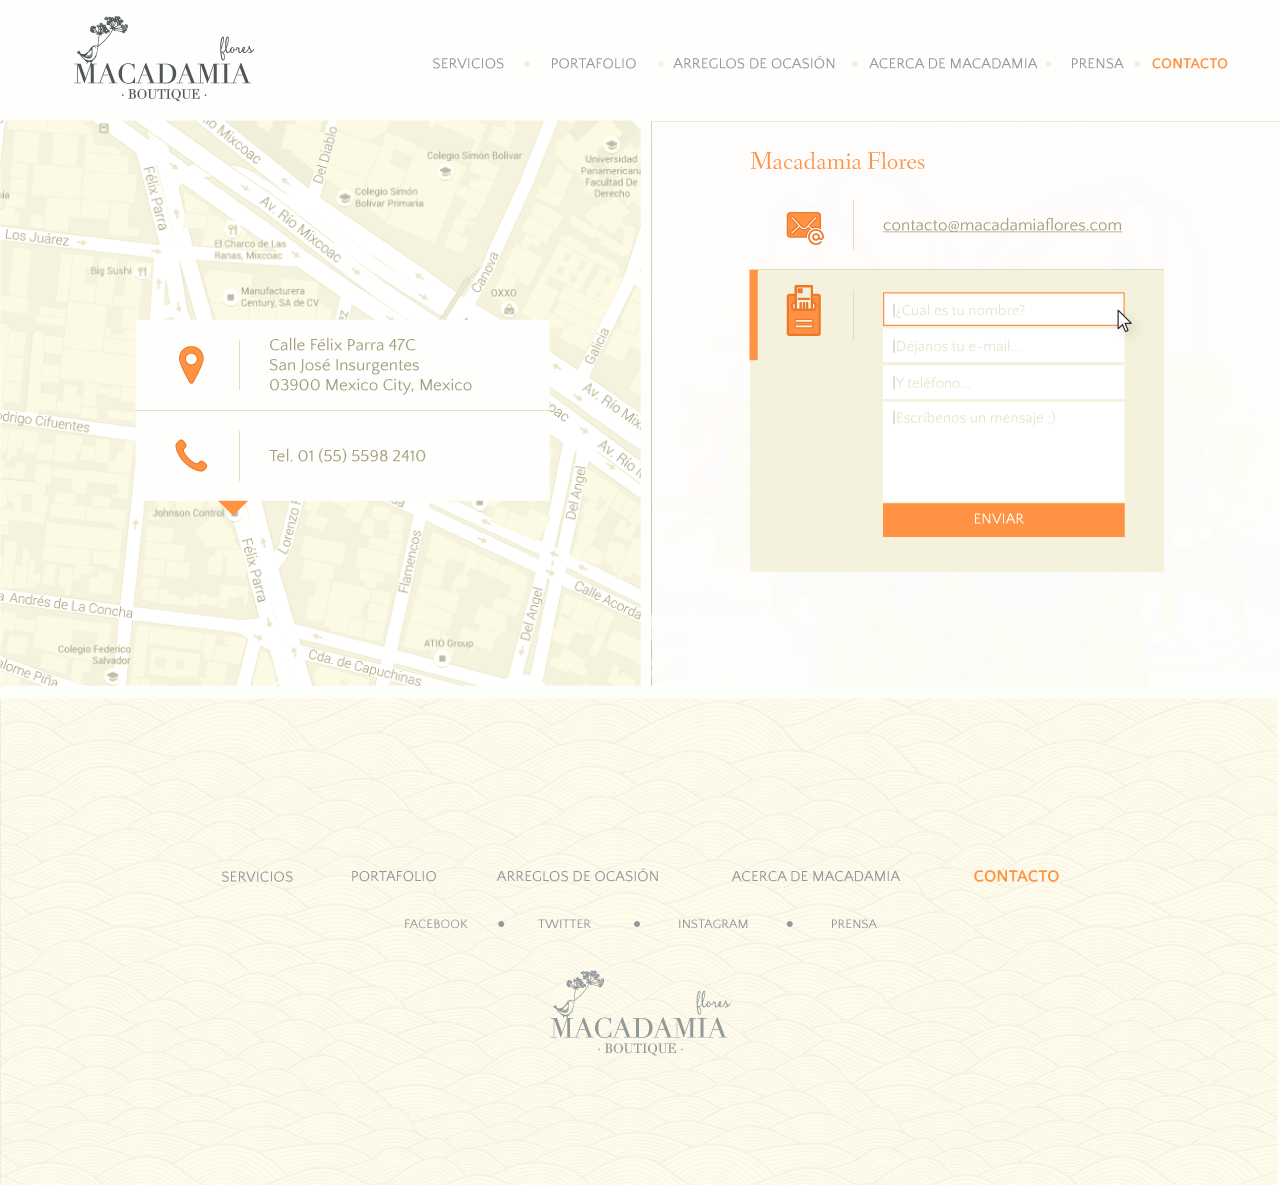 flores
MACADAMIA
· BOUTIQUE ·
SERVICIOS
PORTAFOLIO
ARREGLOS DE OCASIÓN
ACERCA DE MACADAMIA
PRENSA
CONTACTO
Av. Río Mixcoac
Del Diablo
Colegio Simón Bolívar
Universidad
Panamericana
Facultad De
Derecho
Félix Parra
Colegio Simón
Bolívar Primaria
Av. Río Mixcoac
Los Juárez
El Charco de Las
Ranas, Mixcoac
Big Sushi
Canova
Manufacturera
Century, SA de CV
OXXO
Galicia
Calle Félix Parra 47C
San José Insurgentes
03900 Mexico City, Mexico
Av. Río Mixcoac
Tel. 01 (55) 5598 2410
Av. Río
Del Angel
Johnson Control
Lorenzo
Félix Parra
Flamencos
Calle Acorda
Andrés de La Concha
Del Angel
ATIO Group
Colegio Federico
Salvador
Cda. de Capuchinas
Macadamia Flores
contacto@macadamiaflores.com
¿Cuál es tu nombre?
Déjanos tu e-mail...
Y teléfono...
Escríbenos un mensaje ;)
ENVIAR
SERVICIOS
PORTAFOLIO
ARREGLOS DE OCASIÓN
ACERCA DE MACADAMIA
CONTACTO
FACEBOOK • TWITTER • INSTAGRAM • PRENSA
flores
MACADAMIA
· BOUTIQUE ·